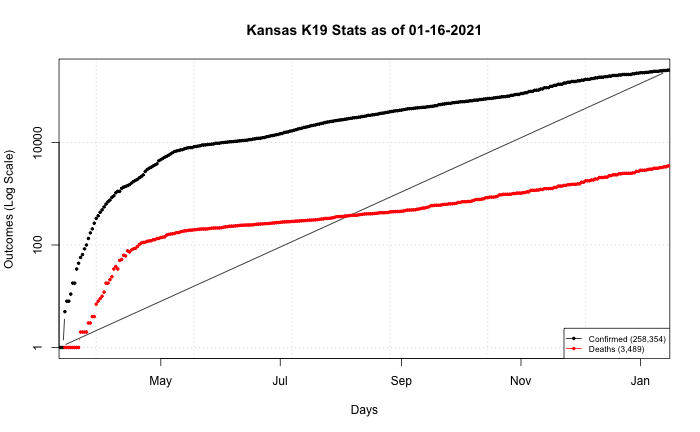 Kansas K19 Stats as of 01-16-2021
Outcomes (Log Scale)
10000
100
1
Confirmed (258,354)
Deaths (3,489)
May
Jul
Sep
Nov
Jan
Days